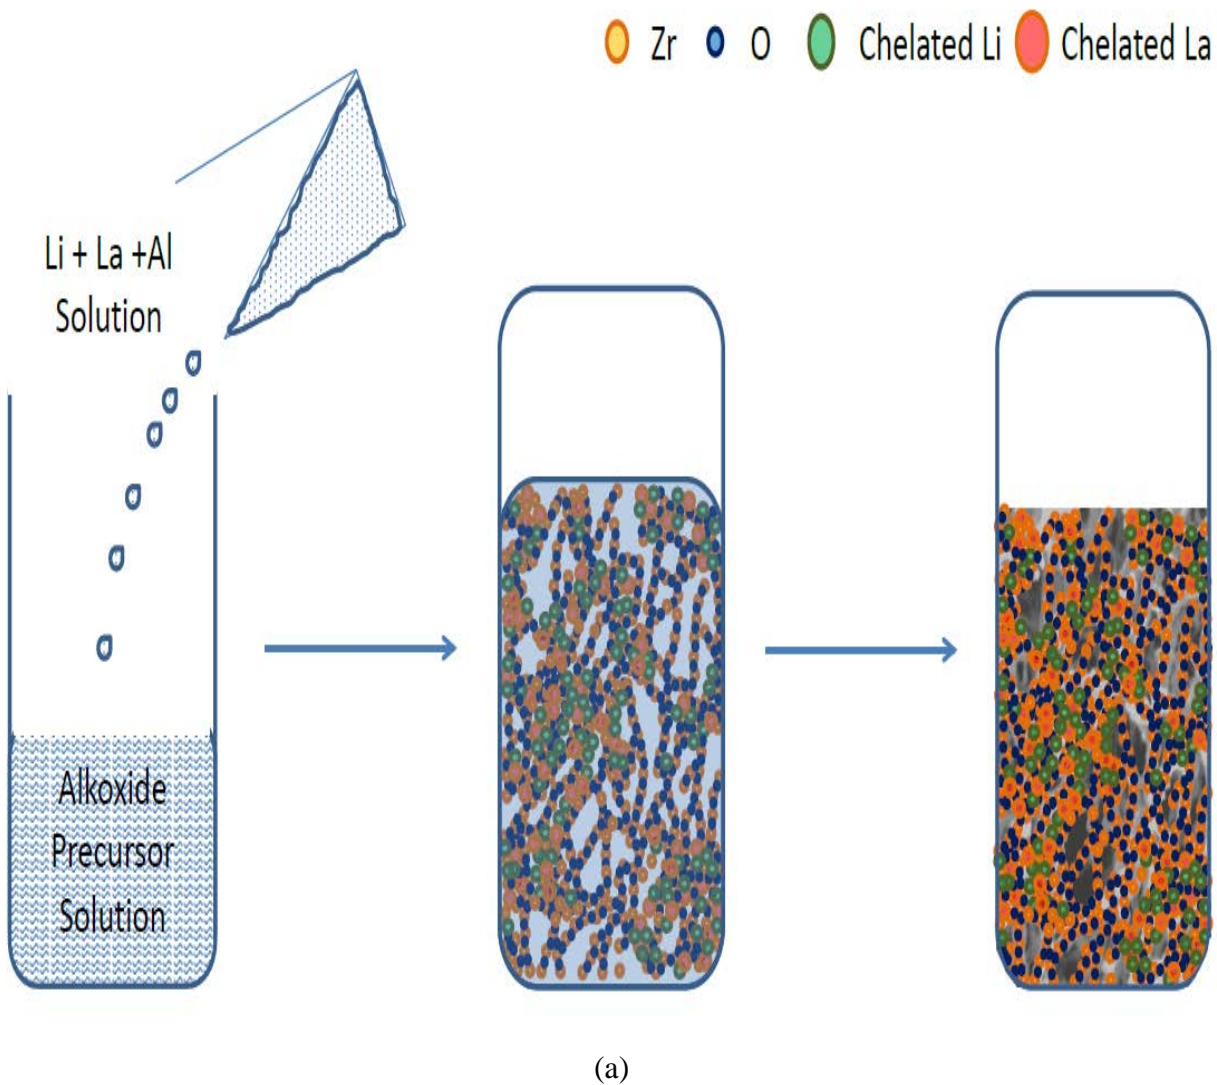 Zr O Chelated Li Chelated La
Li + La +Al
Solution
Alkoxide
Precursor
Solution
(a)